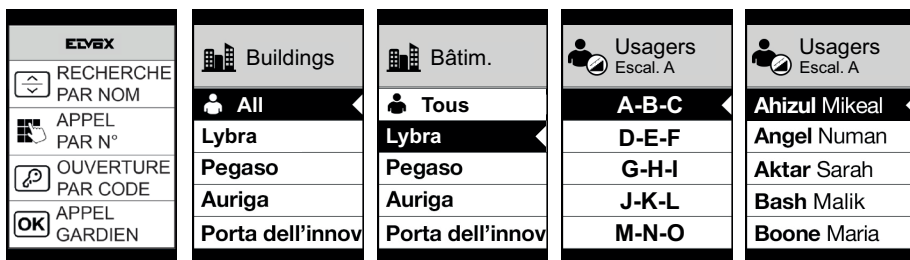 ELVOX
RECHERCHE
PAR NOM
APPEL
PAR N°
OUVERTURE
PAR CODE
OK
APPEL
GARDIEN
Buildings
All
Lybra
Pegaso
Auriga
Porta dell'innov
Bâtim.
Tous
Lybra
Pegaso
Auriga
Porta dell'innov
Usagers
Escal. A
A-B-C
D-E-F
G-H-I
J-K-L
M-N-O
Usagers
Escal. A
Ahizul Mikeal
Angel Numan
Aktar Sarah
Bash Malik
Boone Maria